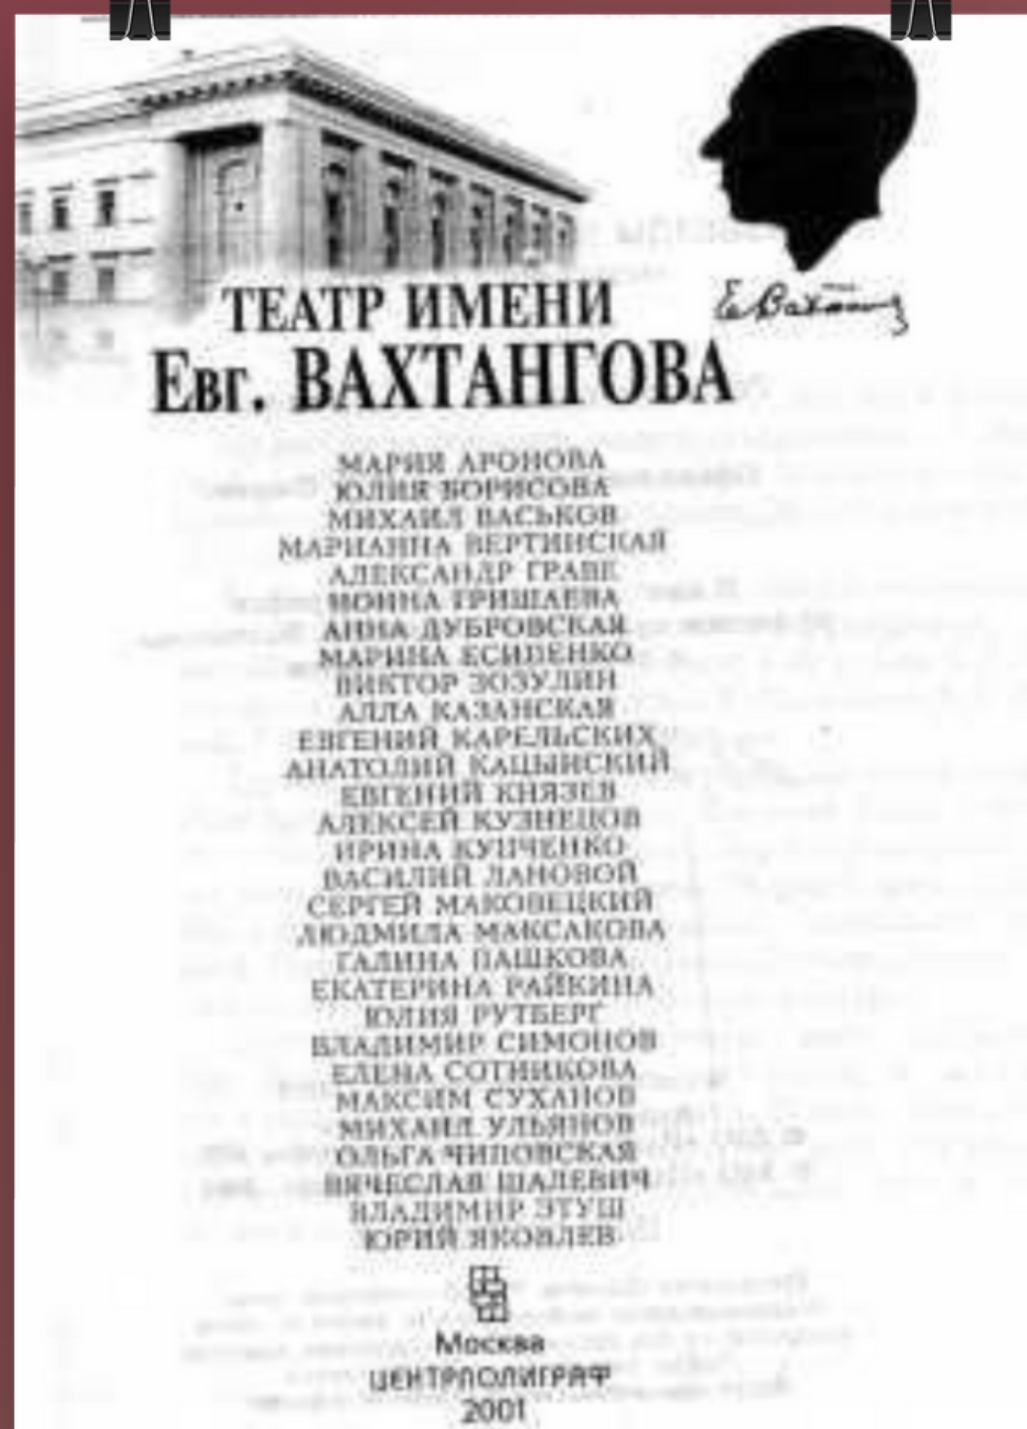 Ев. Вахтангов
ТЕАТР ИМЕНИ
Евг. ВАХТАНГОВА
МАРИЯ АРОНОВА
ЮЛИЯ БОРИСОВА
МИХАИЛ ВАСЬКОВ
МАРИАННА ВЕРТИНСКАЯ
АЛЕКСАНДР ГРАВЕ
НОННА ГРИШАЕВА
АННА ДУБРОВСКАЯ
МАРИНА ЕСИПЕНКО
ВИКТОР ЗОЗУЛИН
АЛЛА КАЗАНСКАЯ
ЕВГЕНИЙ КАРЕЛЬСКИХ
АНАТОЛИЙ КАЦЫНСКИЙ
ЕВГЕНИЙ КНЯЗЕВ
АЛЕКСЕЙ КУЗНЕЦОВ
ИРИНА КУПЧЕНКО
ВАСИЛИЙ ЛАНОВОЙ
СЕРГЕЙ МАКОВЕЦКИЙ
ЛЮДМИЛА МАКСАКОВА
ГАЛИНА ПАШКОВА
ЕКАТЕРИНА РАЙКИНА
ЮЛИЯ РУТБЕРГ
ВЛАДИМИР СИМОНОВ
ЕЛЕНА СОТНИКОВА
МАКСИМ СУХАНОВ
МИХАИЛ УЛЬЯНОВ
ОЛЬГА ЧИПОВСКАЯ
ВЯЧЕСЛАВ ШАЛЕВИЧ
ВЛАДИМИР ЭТУШ
ЮРИЙ ЯКОВЛЕВ
Москва
ЦЕНТРПОЛИГРАФ
2001